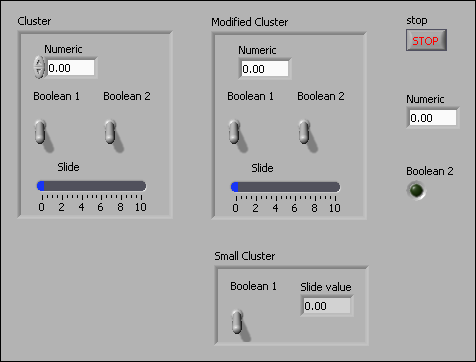 Cluster
Numeric
0.00
Boolean 1 Boolean 2
Slide
0 2 4 6 8 10
Modified Cluster
Numeric
0.00
Boolean 1 Boolean 2
Slide
0 2 4 6 8 10
stop
STOP
Numeric
0.00
Boolean 2
Small Cluster
Boolean 1 Slide value
0.00